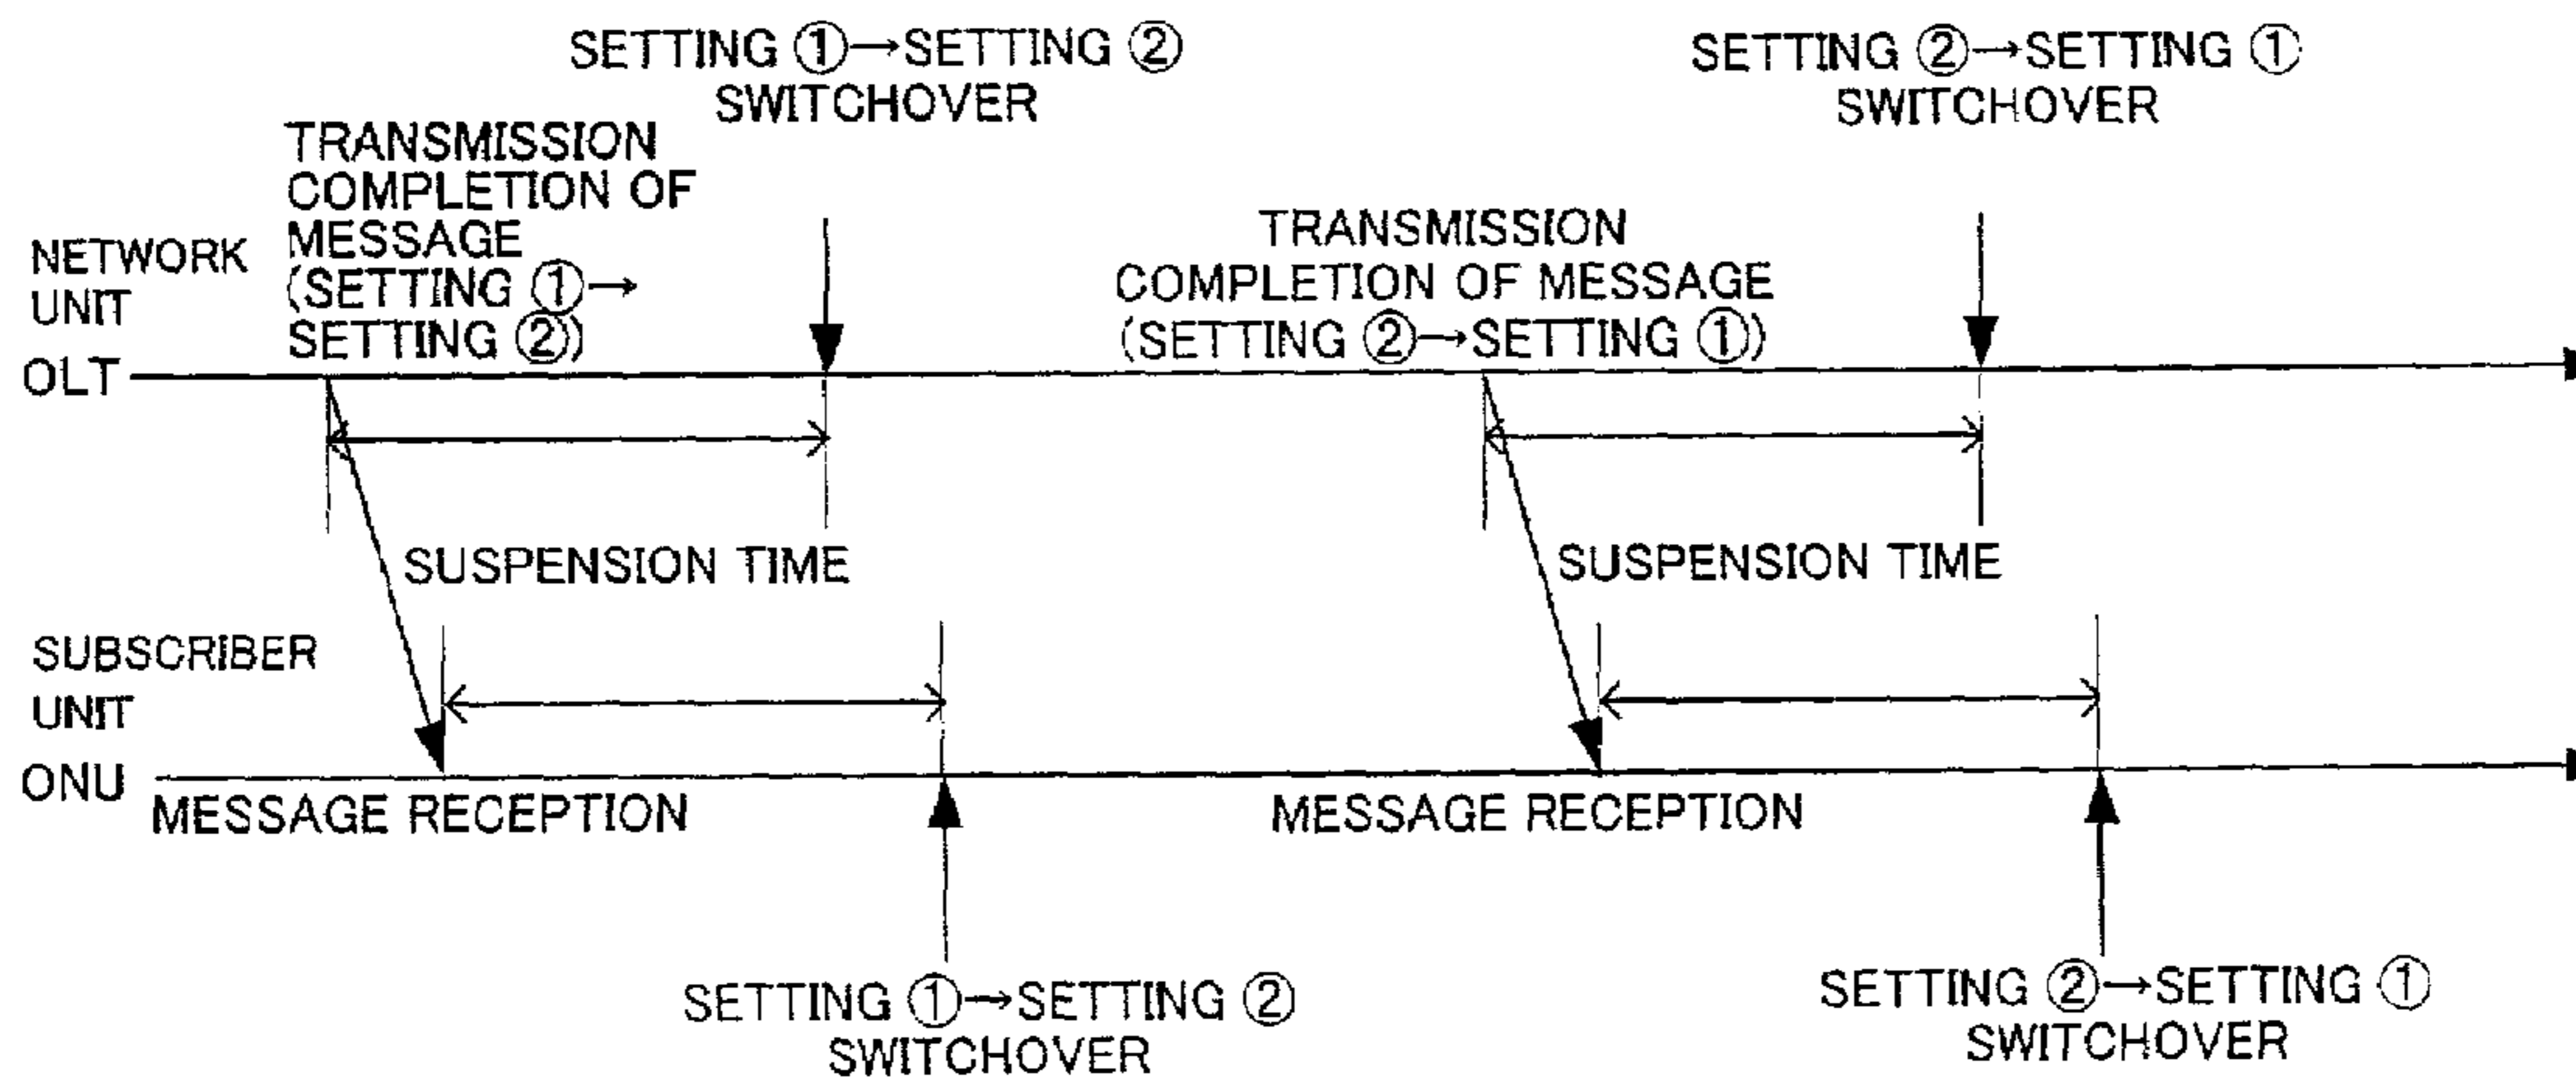 SETTING ①→SETTING ②
SWITCHOVER
SETTING ②→SETTING ①
SWITCHOVER
TRANSMISSION
COMPLETION OF
MESSAGE
(SETTING ①→
SETTING ②)
TRANSMISSION
COMPLETION OF MESSAGE
(SETTING ②→SETTING ①)
NETWORK
UNIT
OLT
SUSPENSION TIME
SUSPENSION TIME
SUBSCRIBER
UNIT
ONU
MESSAGE RECEPTION
MESSAGE RECEPTION
SETTING ①→SETTING ②
SWITCHOVER
SETTING ②→SETTING ①
SWITCHOVER